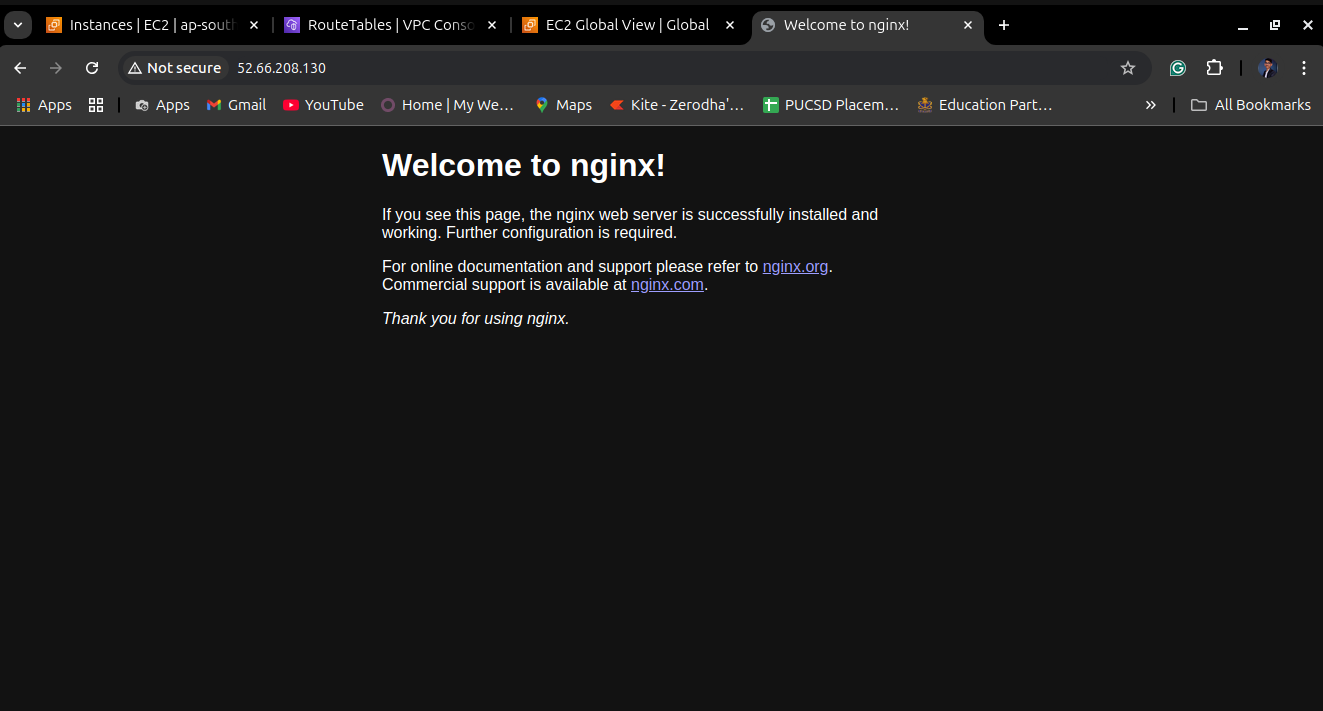 Instances | EC2 | ap-south
RouteTables | VPC Conso
EC2 Global View | Global
Welcome to nginx!
Not secure
52.66.208.130
Apps
Apps
Gmail
YouTube
Home | My We...
Maps
Kite - Zerodha'...
PUCSD Placem...
Education Part...
All Bookmarks
Welcome to nginx!
If you see this page, the nginx web server is successfully installed and
working. Further configuration is required.
For online documentation and support please refer to nginx.org.
Commercial support is available at nginx.com.
Thank you for using nginx.